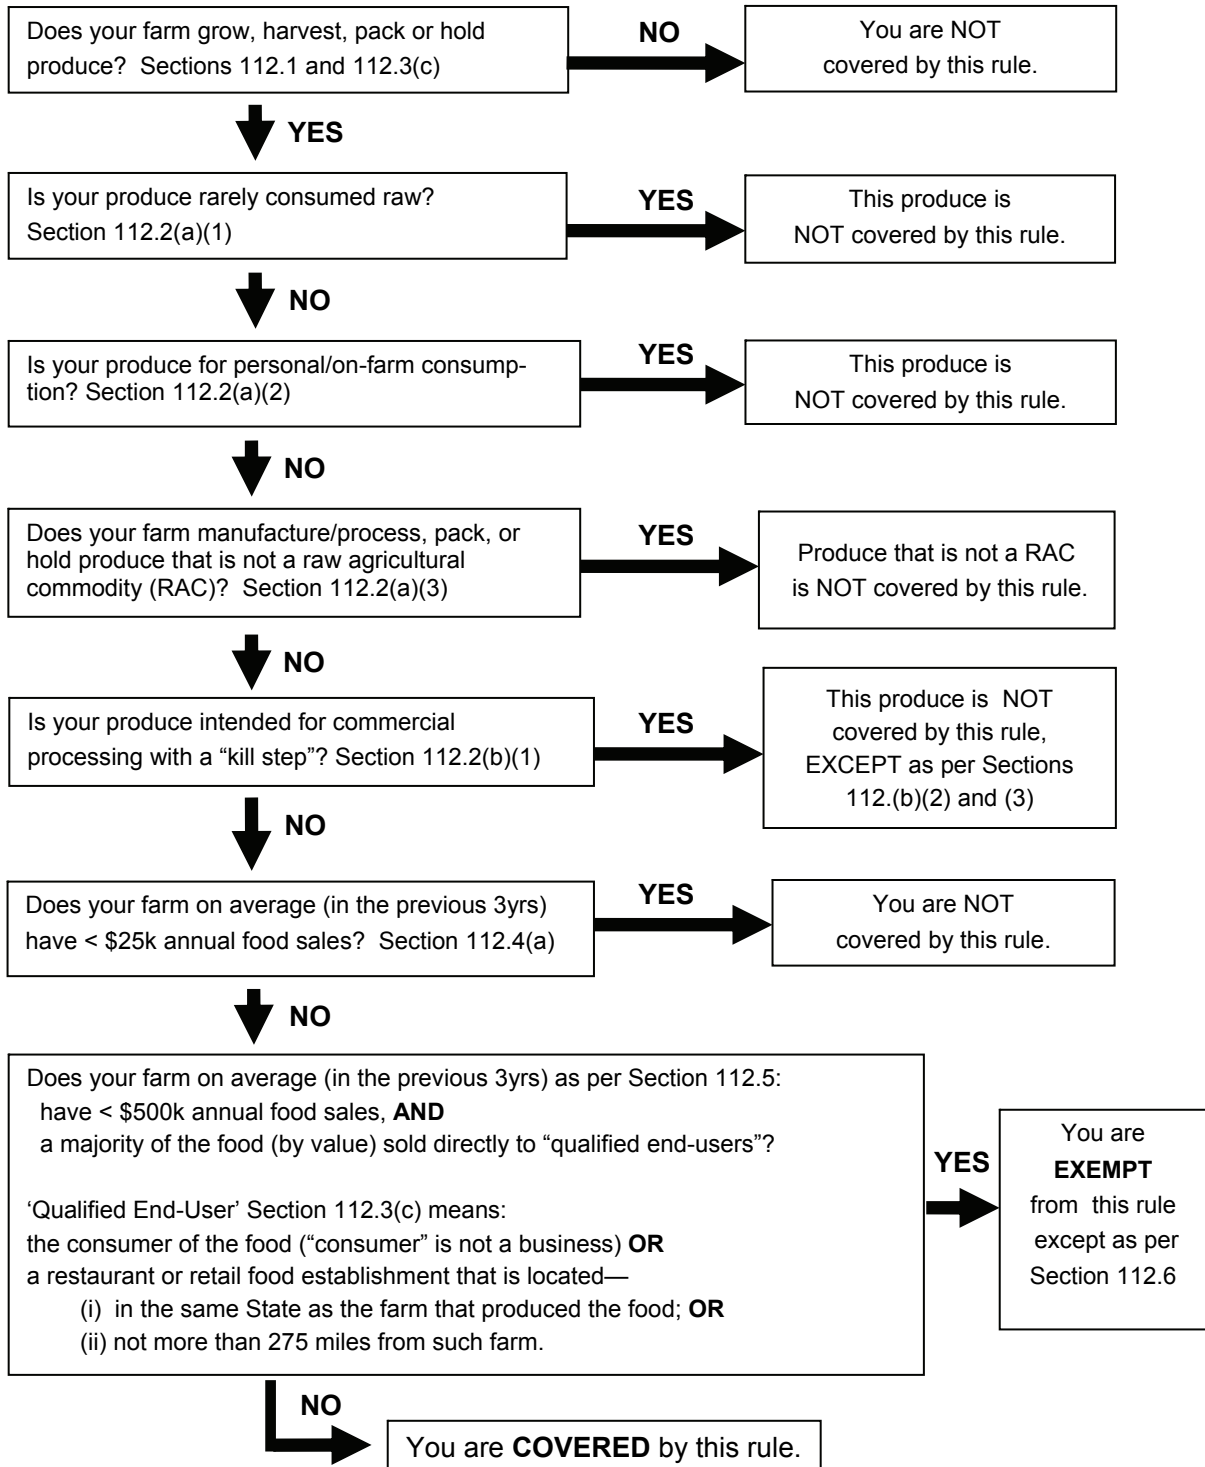 Does your farm grow, harvest, pack or hold
produce? Sections 112.1 and 112.3(c)
NO
You are NOT
covered by this rule.
YES
Is your produce rarely consumed raw?
Section 112.2(a)(1)
YES
This produce is
NOT covered by this rule.
NO
Is your produce for personal/on-farm consump-
tion? Section 112.2(a)(2)
YES
This produce is
NOT covered by this rule.
NO
Does your farm manufacture/process, pack, or
hold produce that is not a raw agricultural
commodity (RAC)? Section 112.2(a)(3)
YES
Produce that is not a RAC
is NOT covered by this rule.
NO
Is your produce intended for commercial
processing with a “kill step”? Section 112.2(b)(1)
YES
This produce is NOT
covered by this rule,
EXCEPT as per Sections
112.(b)(2) and (3)
NO
Does your farm on average (in the previous 3yrs)
have < $25k annual food sales? Section 112.4(a)
YES
You are NOT
covered by this rule.
NO
Does your farm on average (in the previous 3yrs) as per Section 112.5:
have < $500k annual food sales, AND
a majority of the food (by value) sold directly to “qualified end-users”?
‘Qualified End-User’ Section 112.3(c) means:
the consumer of the food (“consumer” is not a business) OR
a restaurant or retail food establishment that is located—
(i) in the same State as the farm that produced the food; OR
(ii) not more than 275 miles from such farm.
YES
You are
EXEMPT
from this rule
except as per
Section 112.6
NO
You are COVERED by this rule.